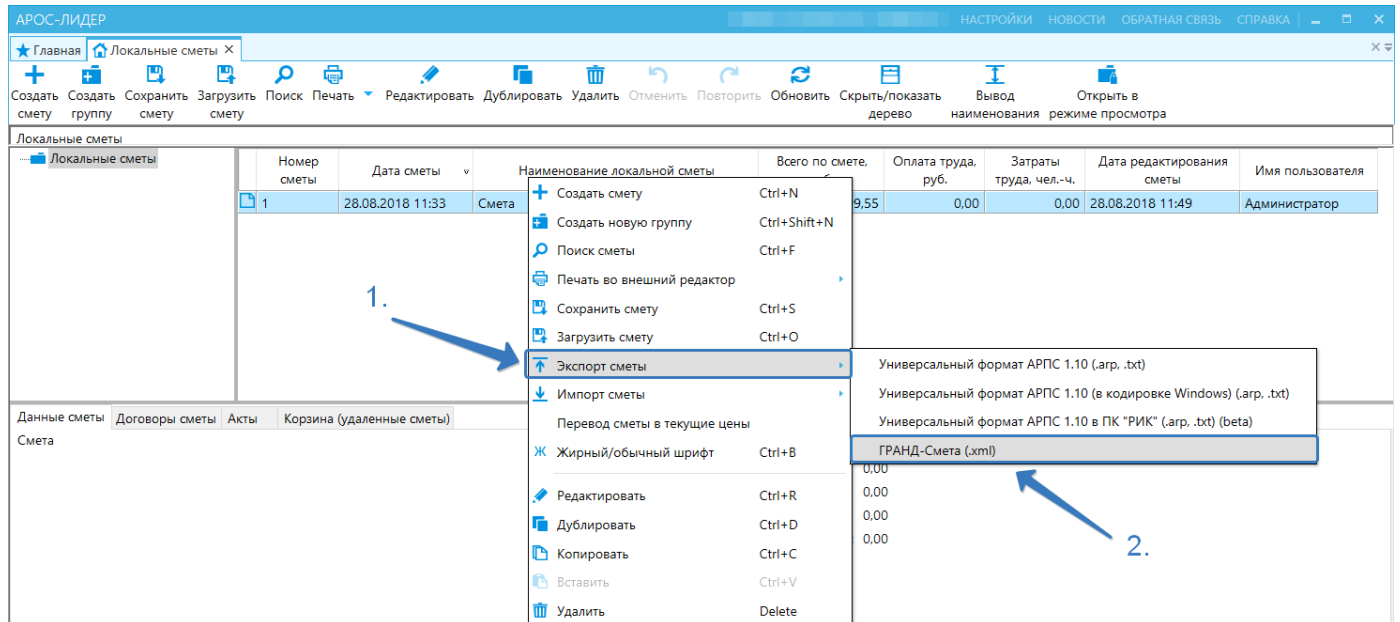 АРОС-ЛИДЕР
НАСТРОЙКИ НОВОСТИ ОБРАТНАЯ СВЯЗЬ СПРАВКА
Главная Локальные сметы
Создать смету
Создать группу
Сохранить смету
Загрузить смету
Поиск
Печать
Редактировать
Дублировать
Удалить
Отменить
Повторить
Обновить
Скрыть/показать дерево
Вывод наименования
Открыть в режиме просмотра
Локальные сметы
Локальные сметы
Номер сметы
Дата сметы
Наименование локальной сметы
Всего по смете,
Оплата труда, руб.
Затраты труда, чел.-ч.
Дата редактирования сметы
Имя пользователя
1 28.08.2018 11:33 Смета 9,55 0,00 0,00 28.08.2018 11:49 Администратор
Создать смету Ctrl+N
Создать новую группу Ctrl+Shift+N
Поиск сметы Ctrl+F
Печать во внешний редактор
1.
Сохранить смету Ctrl+S
Загрузить смету Ctrl+O
Экспорт сметы
Импорт сметы
Перевод сметы в текущие цены
Ж Жирный/обычный шрифт Ctrl+B
Редактировать Ctrl+R
Дублировать Ctrl+D
Копировать Ctrl+C
Вставить Ctrl+V
Удалить Delete
Универсальный формат АРПС 1.10 (.arp, .txt)
Универсальный формат АРПС 1.10 (в кодировке Windows) (.arp, .txt)
Универсальный формат АРПС 1.10 в ПК "РИК" (.arp, .txt) (beta)
ГРАНД-Смета (.xml)
2.
Данные сметы Договоры сметы Акты Корзина (удаленные сметы)
Смета
0,00
0,00
0,00
0,00